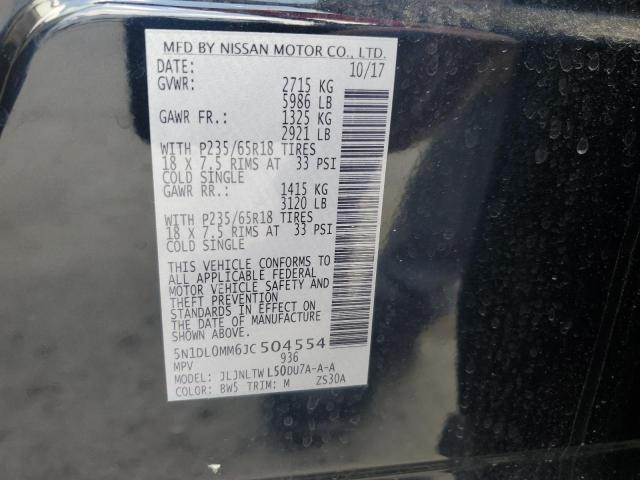 MFD BY NISSAN MOTOR CO., LTD.
DATE: 10/17
GVWR: 2715 KG
5986 LB
GAWR FR.: 1325 KG
2921 LB
WITH P235/65R18 TIRES
18 X 7.5 RIMS AT 33 PSI
COLD SINGLE
GAWR RR.: 1415 KG
3120 LB
WITH P235/65R18 TIRES
18 X 7.5 RIMS AT 33 PSI
COLD SINGLE
THIS VEHICLE CONFORMS TO
ALL APPLICABLE FEDERAL
MOTOR VEHICLE SAFETY AND
THEFT PREVENTION
STANDARDS IN EFFECT ON
THE DATE OF MANUFACTURE
SHOWN ABOVE.
5N1DL0MM6JC504554
MPV 936
MODEL: JLJNLTW L50DU7A-A-A
COLOR: BW5 TRIM: M ZS30A